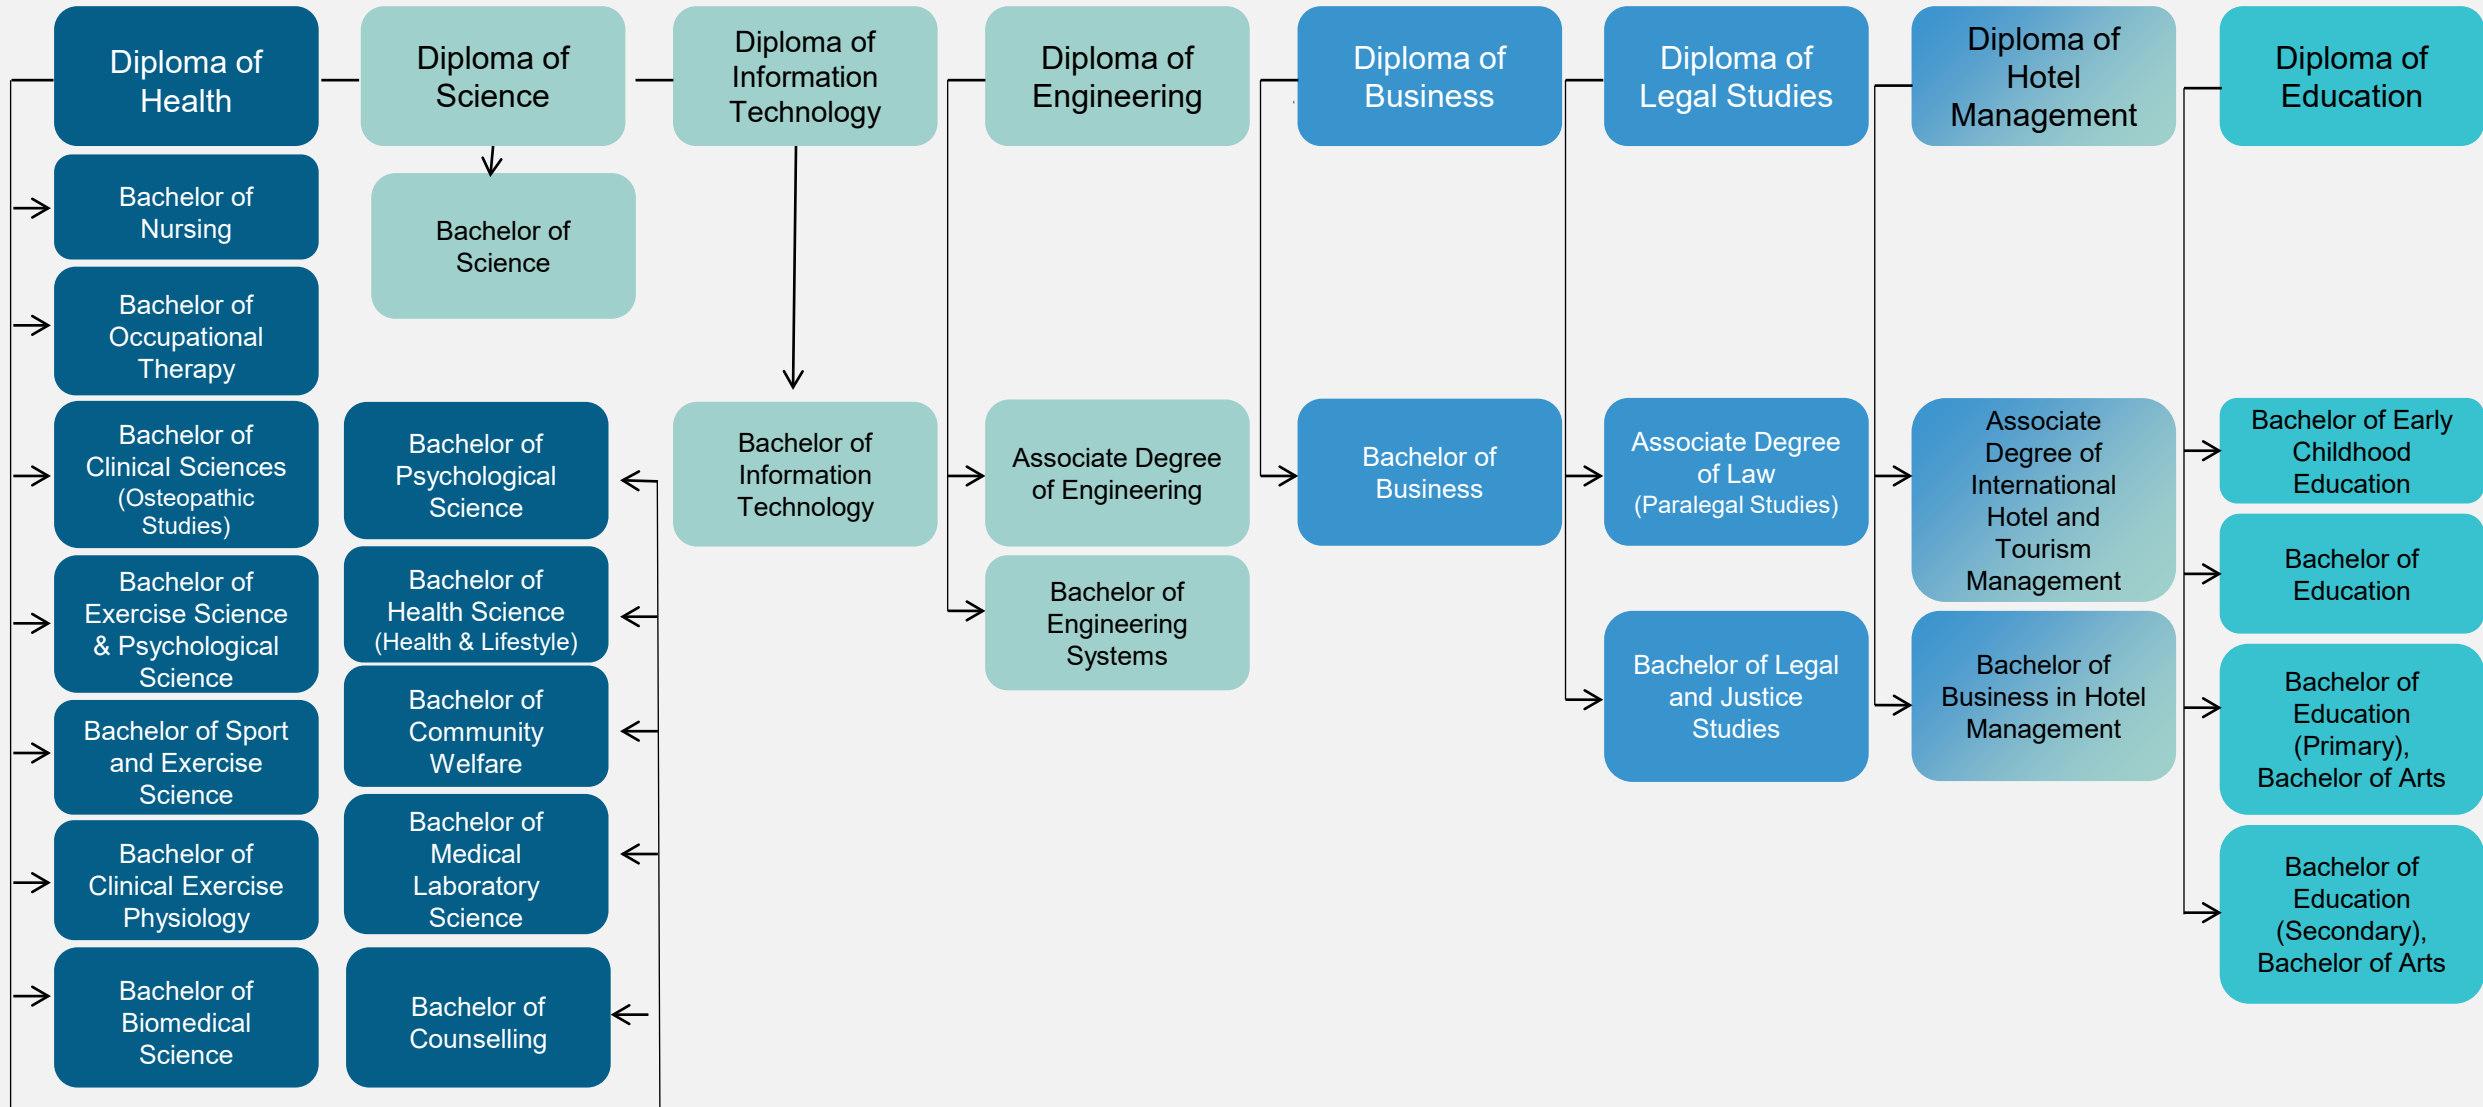 Diploma of
Health
Diploma of
Science
Diploma of
Information
Technology
Diploma of
Engineering
Diploma of
Business
Diploma of
Legal Studies
Diploma of
Hotel
Management
Diploma of
Education
Bachelor of
Nursing
Bachelor of
Science
Bachelor of
Occupational
Therapy
Bachelor of
Clinical Sciences
(Osteopathic
Studies)
Bachelor of
Psychological
Science
Bachelor of
Information
Technology
Associate Degree
of Engineering
Bachelor of
Business
Associate Degree
of Law
(Paralegal Studies)
Associate
Degree of
International
Hotel and
Tourism
Management
Bachelor of Early
Childhood
Education
Bachelor of
Education
Bachelor of
Exercise Science
& Psychological
Science
Bachelor of
Health Science
(Health & Lifestyle)
Bachelor of
Engineering
Systems
Bachelor of Legal
and Justice
Studies
Bachelor of
Business in Hotel
Management
Bachelor of
Education
(Primary),
Bachelor of Arts
Bachelor of Sport
and Exercise
Science
Bachelor of
Community
Welfare
Bachelor of
Clinical Exercise
Physiology
Bachelor of
Medical
Laboratory
Science
Bachelor of
Education
(Secondary),
Bachelor of Arts
Bachelor of
Biomedical
Science
Bachelor of
Counselling